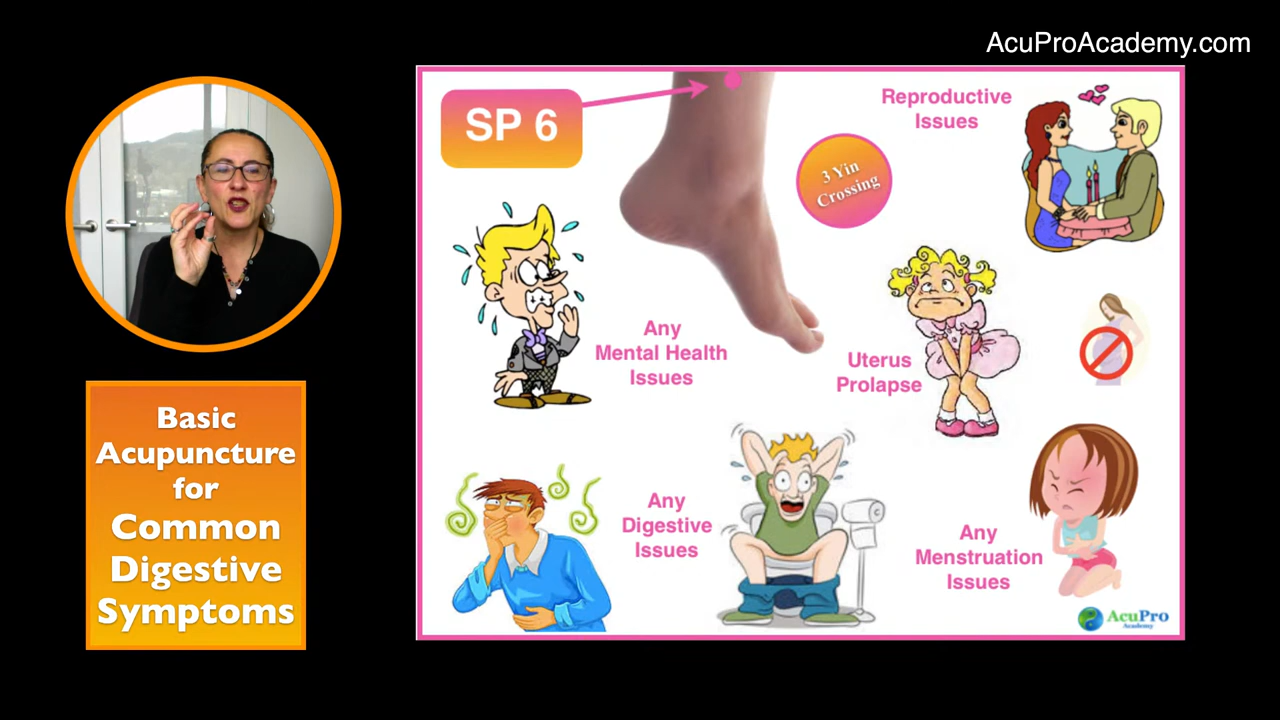 AcuProAcademy.com
SP 6
3 Yin
Crossing
Reproductive
Issues
Any
Mental Health
Issues
Uterus
Prolapse
Any
Digestive
Issues
Any
Menstruation
Issues
AcuPro
Academy
Basic
Acupuncture
for
Common
Digestive
Symptoms